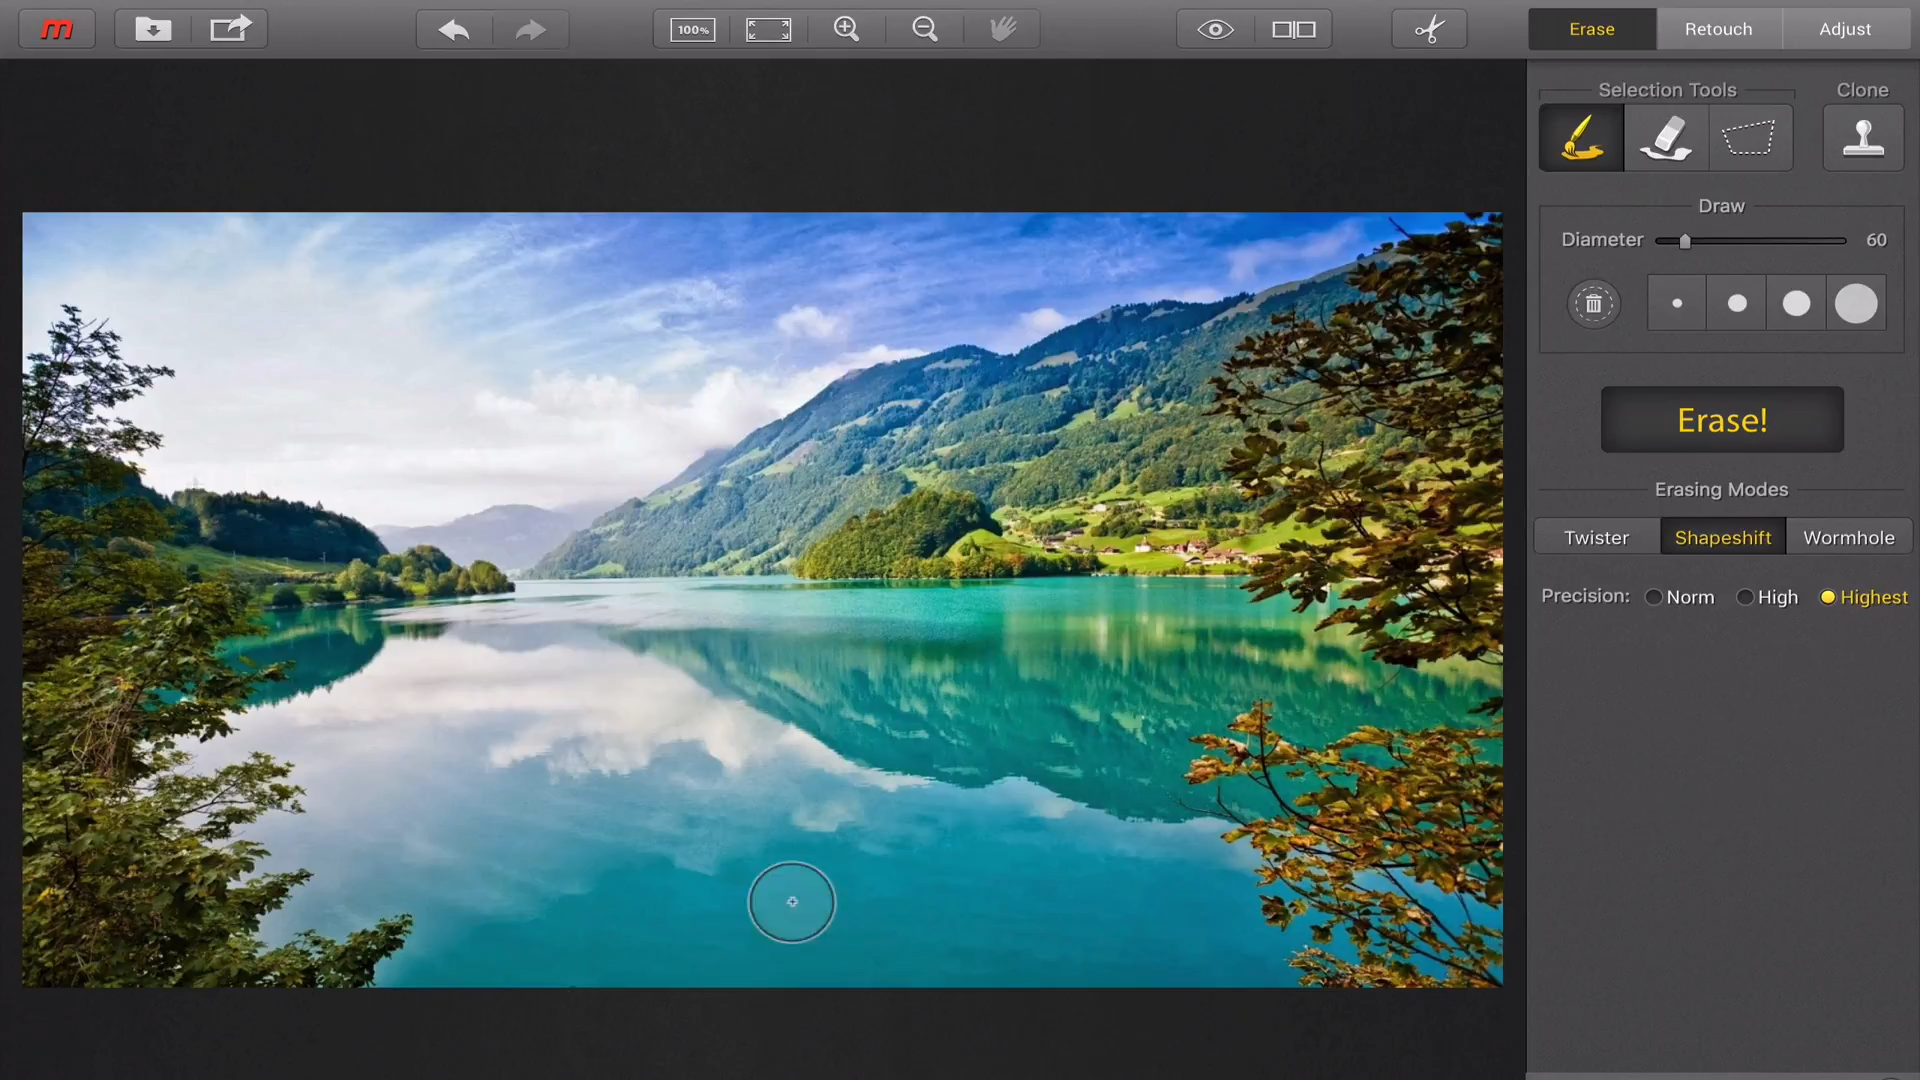 m
100%
Erase
Retouch
Adjust
Selection Tools
Clone
Draw
Diameter
60
Erase!
Erasing Modes
Twister
Shapeshift
Wormhole
Precision:
Norm
High
Highest